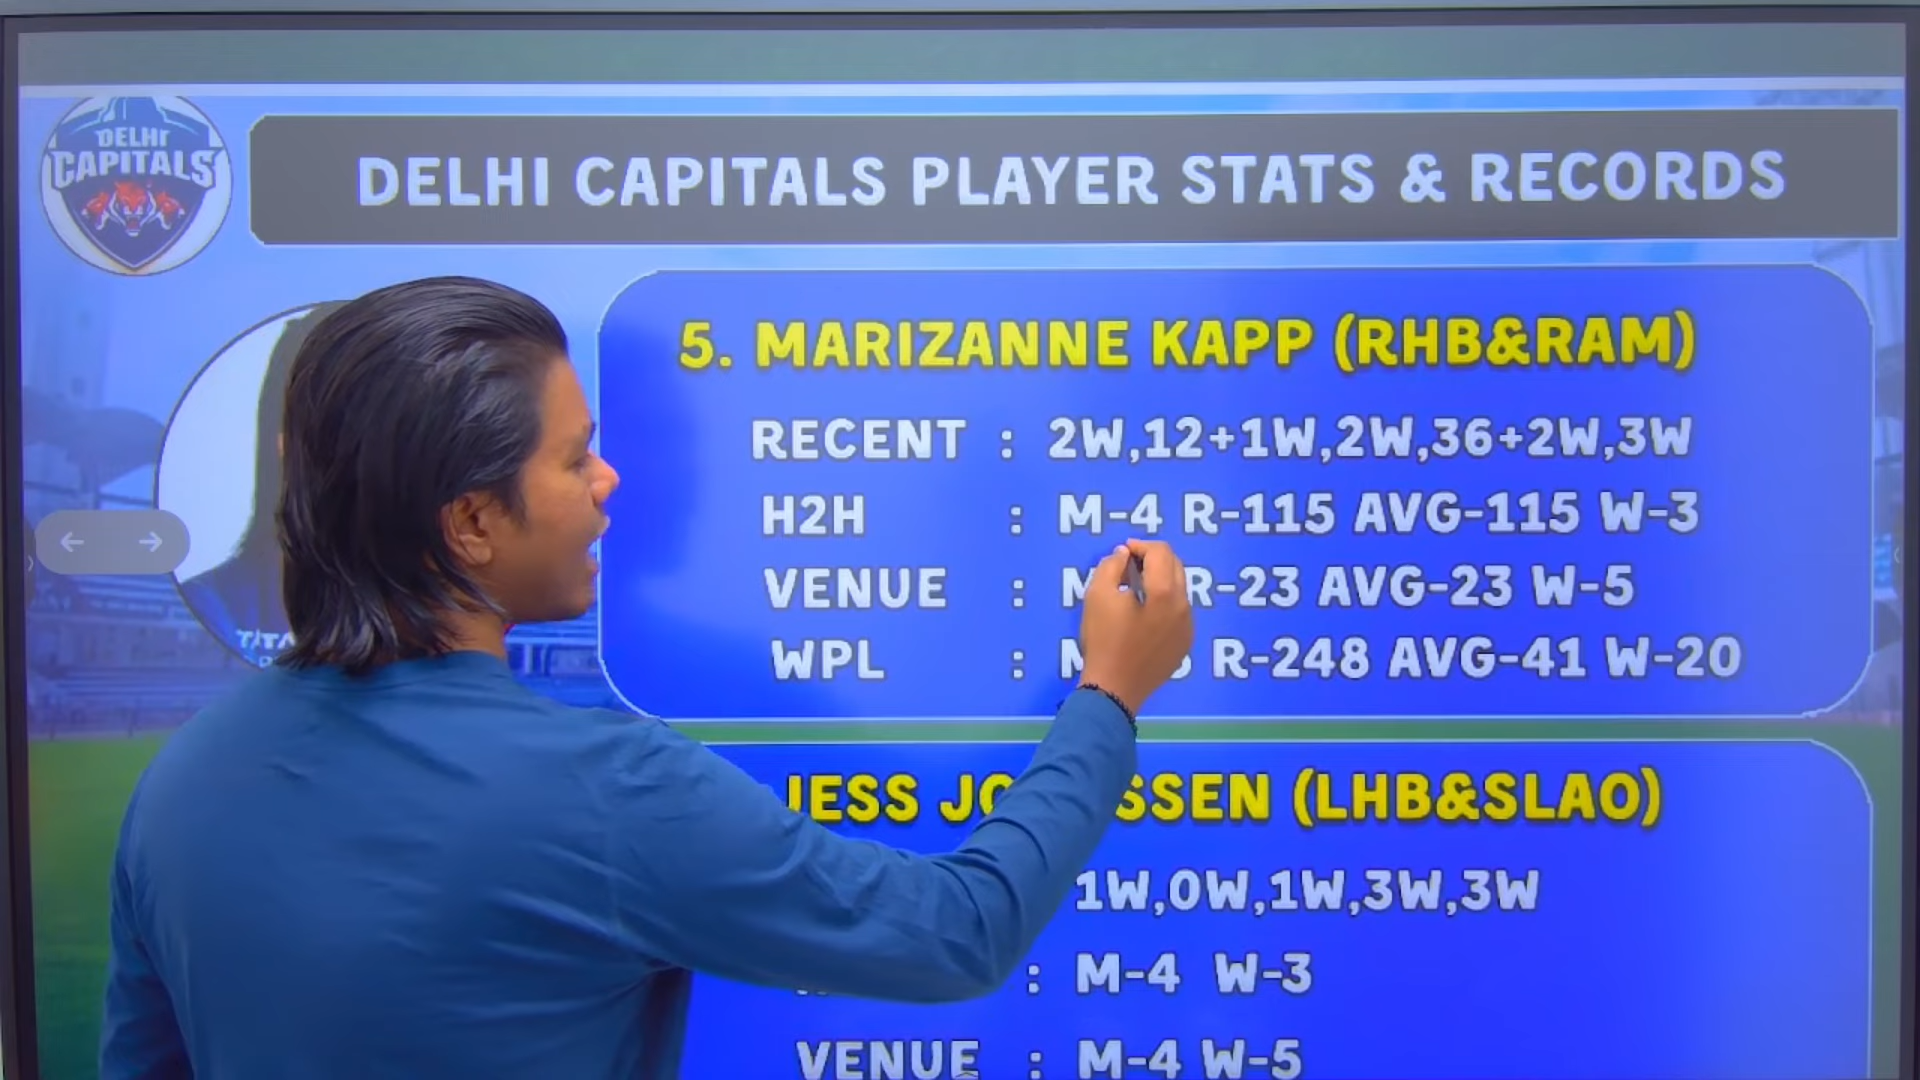 DELHI
CAPITALS
DELHI CAPITALS PLAYER STATS & RECORDS
5. MARIZANNE KAPP (RHB&RAM)
RECENT : 2W,12+1W,2W,36+2W,3W
H2H : M-4 R-115 AVG-115 W-3
VENUE : R-23 AVG-23 W-5
WPL : R-248 AVG-41 W-20
TATA
JESS (LHB&SLAO)
1W,0W,1W,3W,3W
: M-4 W-3
VENUE : M-4 W-5